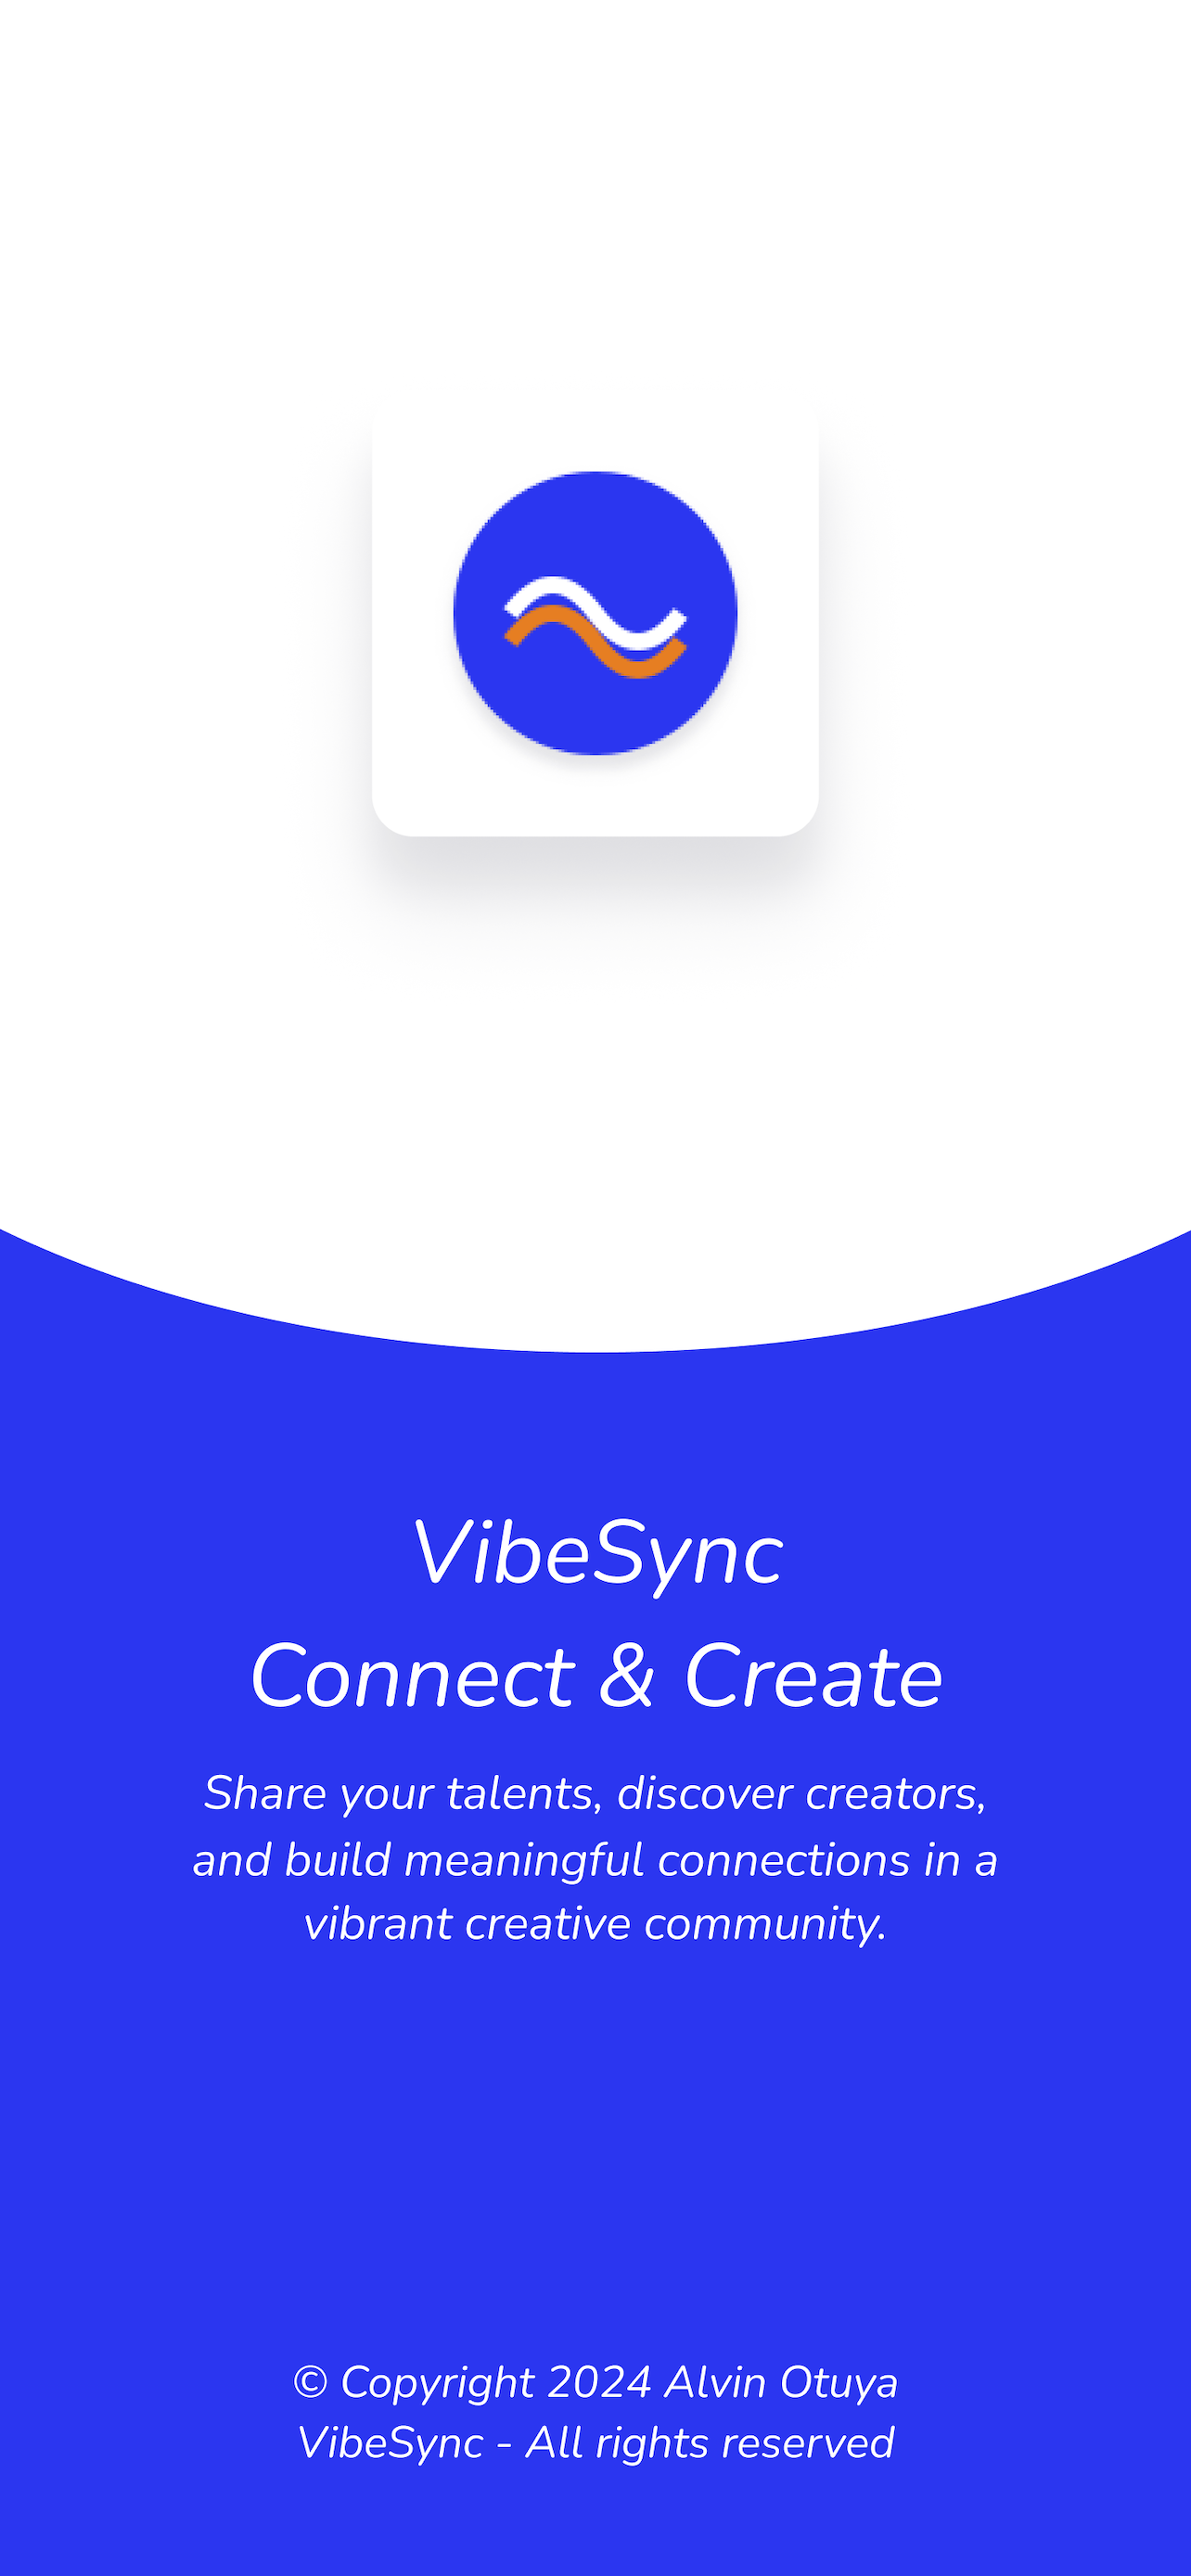 VibeSync
Connect & Create
Share your talents, discover creators,
and build meaningful connections in a
vibrant creative community.
© Copyright 2024 Alvin Otuya
VibeSync - All rights reserved